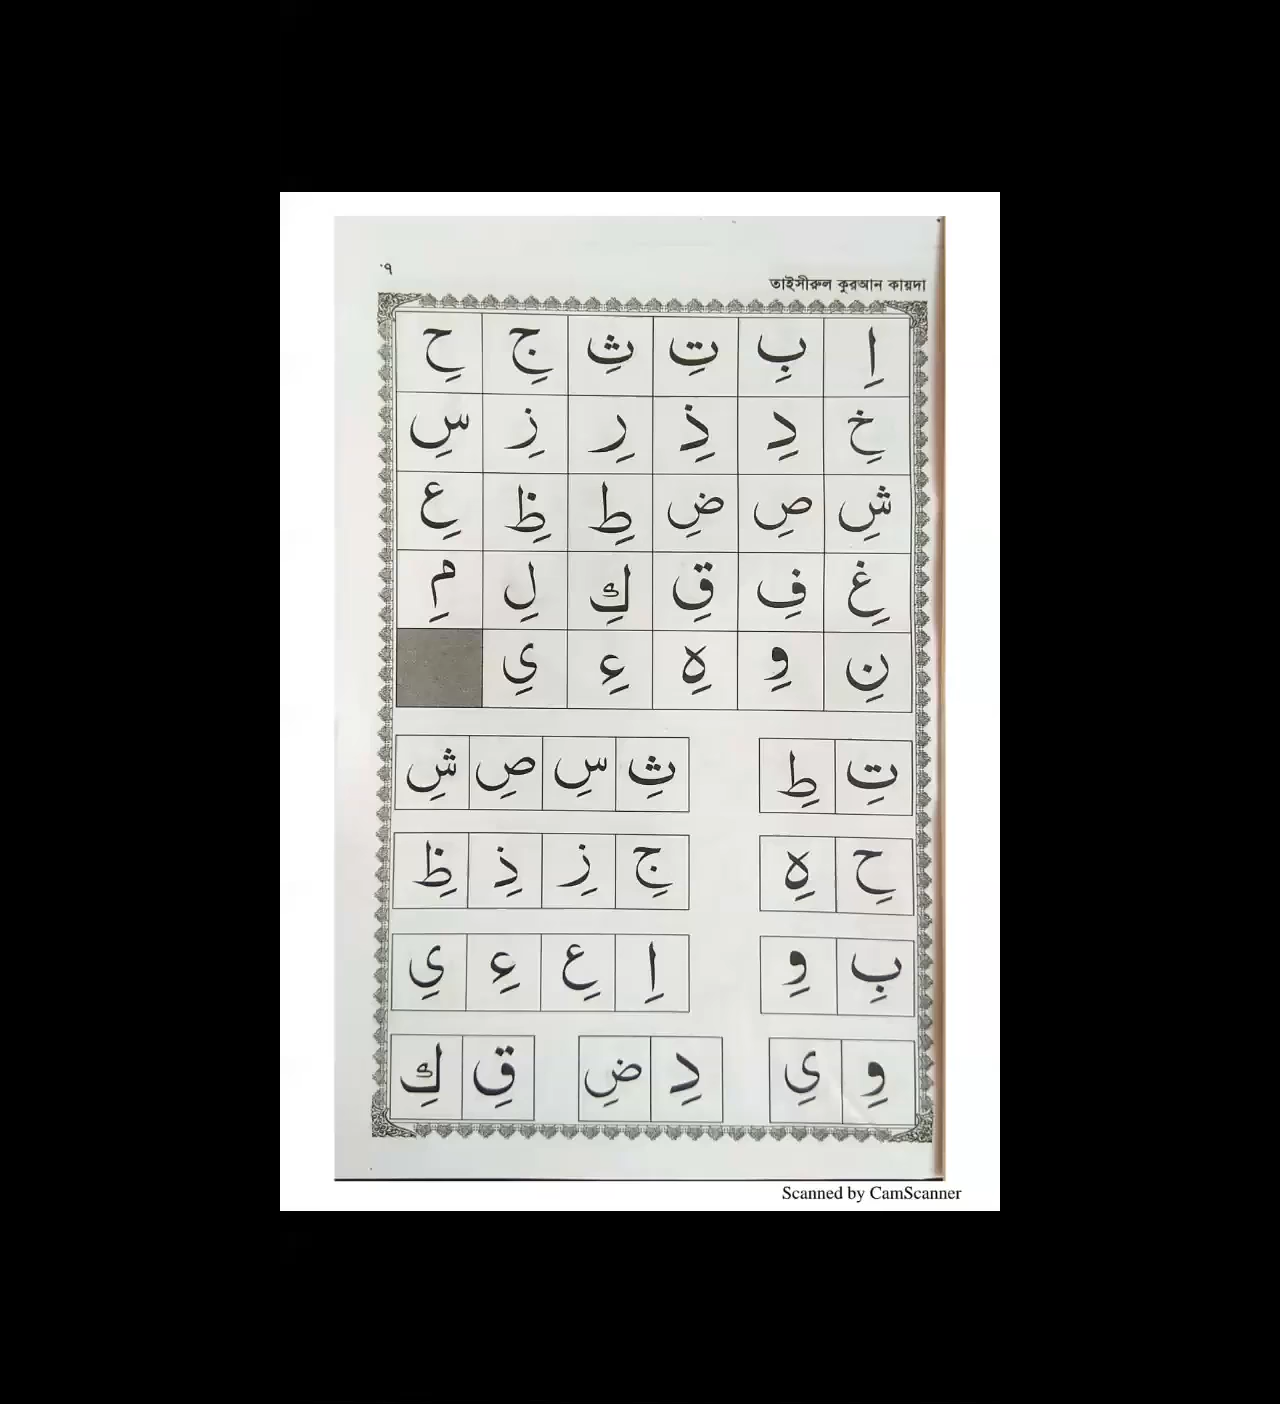 ৭
তাইসীরুল কুরআন কায়দা
اِ بِ تِ ثِ جِ حِ
خِ دِ ذِ رِ زِ سِ
شِ صِ ضِ طِ ظِ عِ
غِ فِ قِ كِ لِ مِ
نِ وِ هِ ءِ يِ
تِ طِ
ثِ سِ صِ شِ
حِ هِ
جِ زِ ذِ ظِ
بِ وِ
اِ عِ ءِ يِ
وِ يِ
دِ ضِ
قِ كِ
Scanned by CamScanner